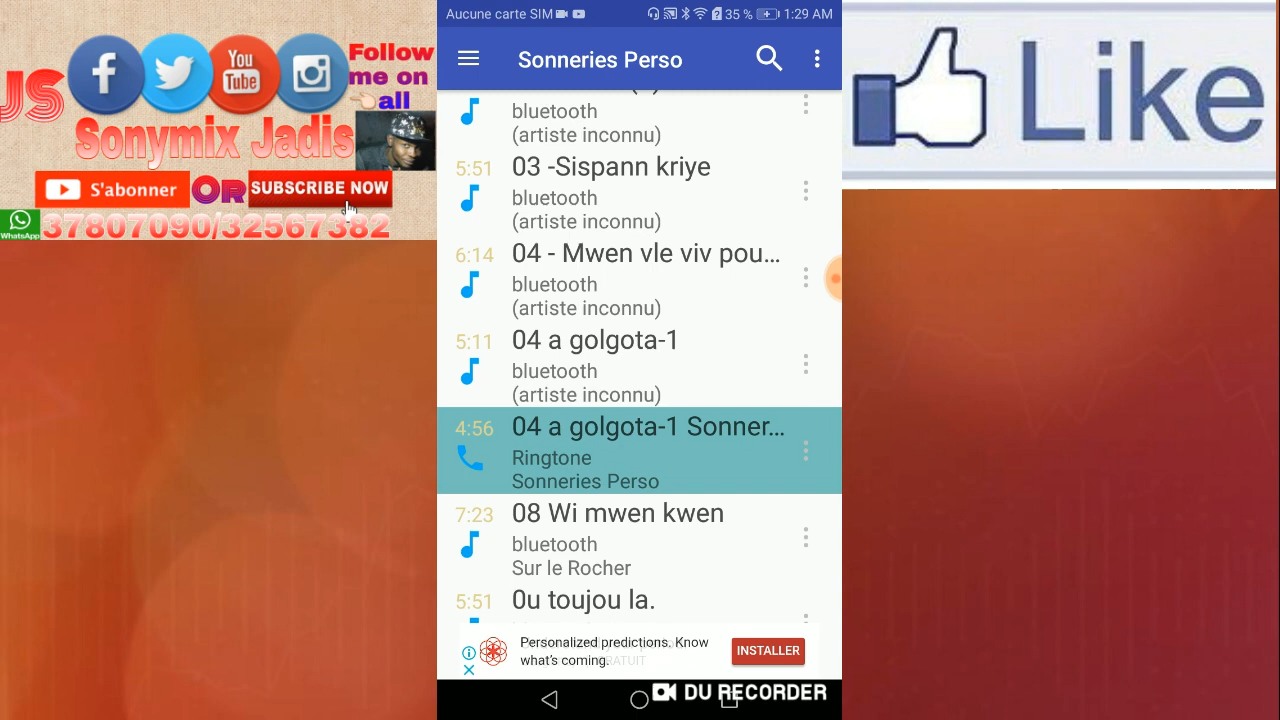 JS
f
You
Tube
Follow
me on
all
Sonymix Jadis
S'abonner
OR
SUBSCRIBE NOW
WhatsApp
37807090/32567382
Aucune carte SIM
35 %
1:29 AM
Sonneries Perso
bluetooth
(artiste inconnu)
5:51
03 -Sispann kriye
bluetooth
(artiste inconnu)
6:14
04 - Mwen vle viv pou...
bluetooth
(artiste inconnu)
5:11
04 a golgota-1
bluetooth
(artiste inconnu)
4:56
04 a golgota-1 Sonner...
Ringtone
Sonneries Perso
7:23
08 Wi mwen kwen
bluetooth
Sur le Rocher
5:51
0u toujou la.
Personalized predictions. Know
what's coming.
GRATUIT
INSTALLER
DU RECORDER
Like